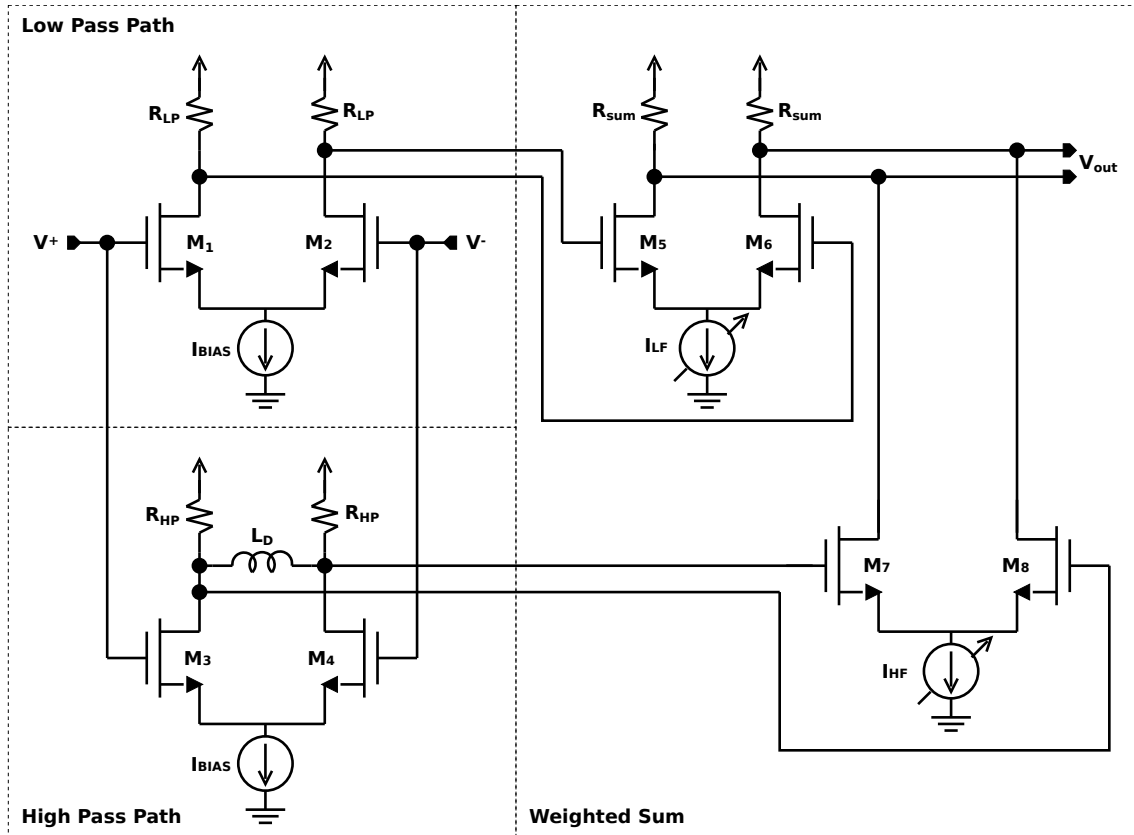 Low Pass Path
RLP
RLP
Rsum
Rsum
Vout
V+
M1
M2
V-
M5
M6
IBIAS
ILF
RHP
RHP
LD
M7
M8
M3
M4
IHF
IBIAS
High Pass Path
Weighted Sum